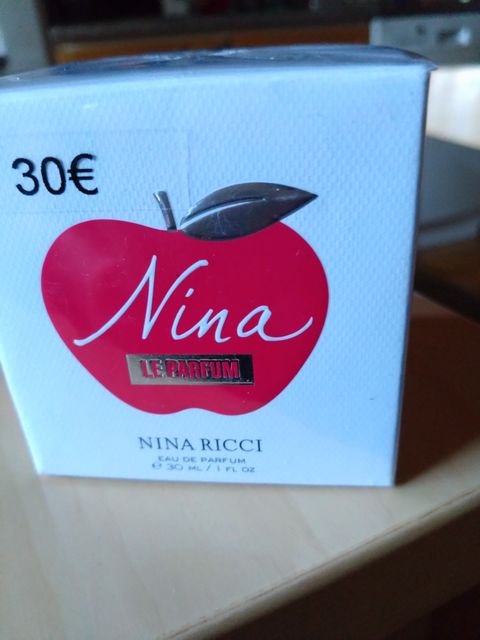 30€
Nina
LE PARFUM
NINA RICCI
EAU DE PARFUM
℮ 30 ML / 1 FL OZ